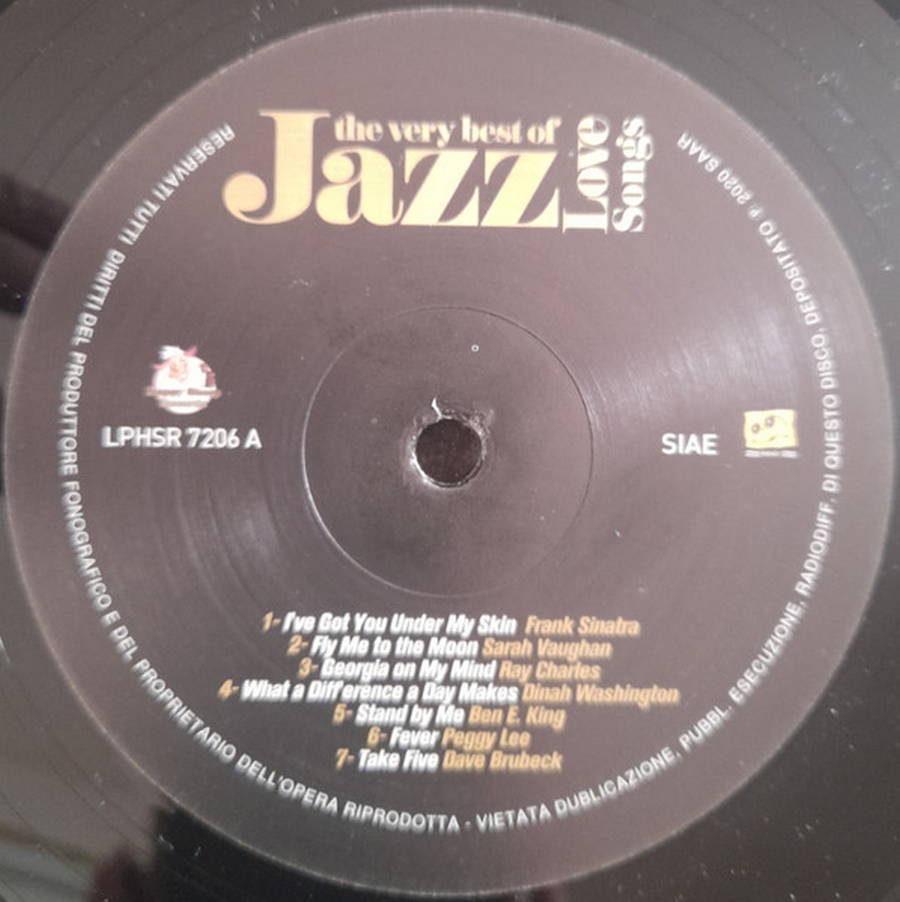 the very best of
Jazz
Love
Songs
LPHSR 7206 A
SIAE
1- I've Got You Under My Skin Frank Sinatra
2- Fly Me to the Moon Sarah Vaughan
3- Georgia on My Mind Ray Charles
4- What a Difference a Day Makes Dinah Washington
5- Stand by Me Ben E. King
6- Fever Peggy Lee
7- Take Five Dave Brubeck
RESERVATI TUTTI DIRITTI DEL PRODUTTORE FONOGRAFICO E DEL PROPRIETARIO DELL'OPERA RIPRODOTTA - VIETATA DUBLICAZIONE, PUBBL. ESECUZIONE, RADIODIFF, DI QUESTO DISCO, DEPOSITATO ℗ 2020 SAAR